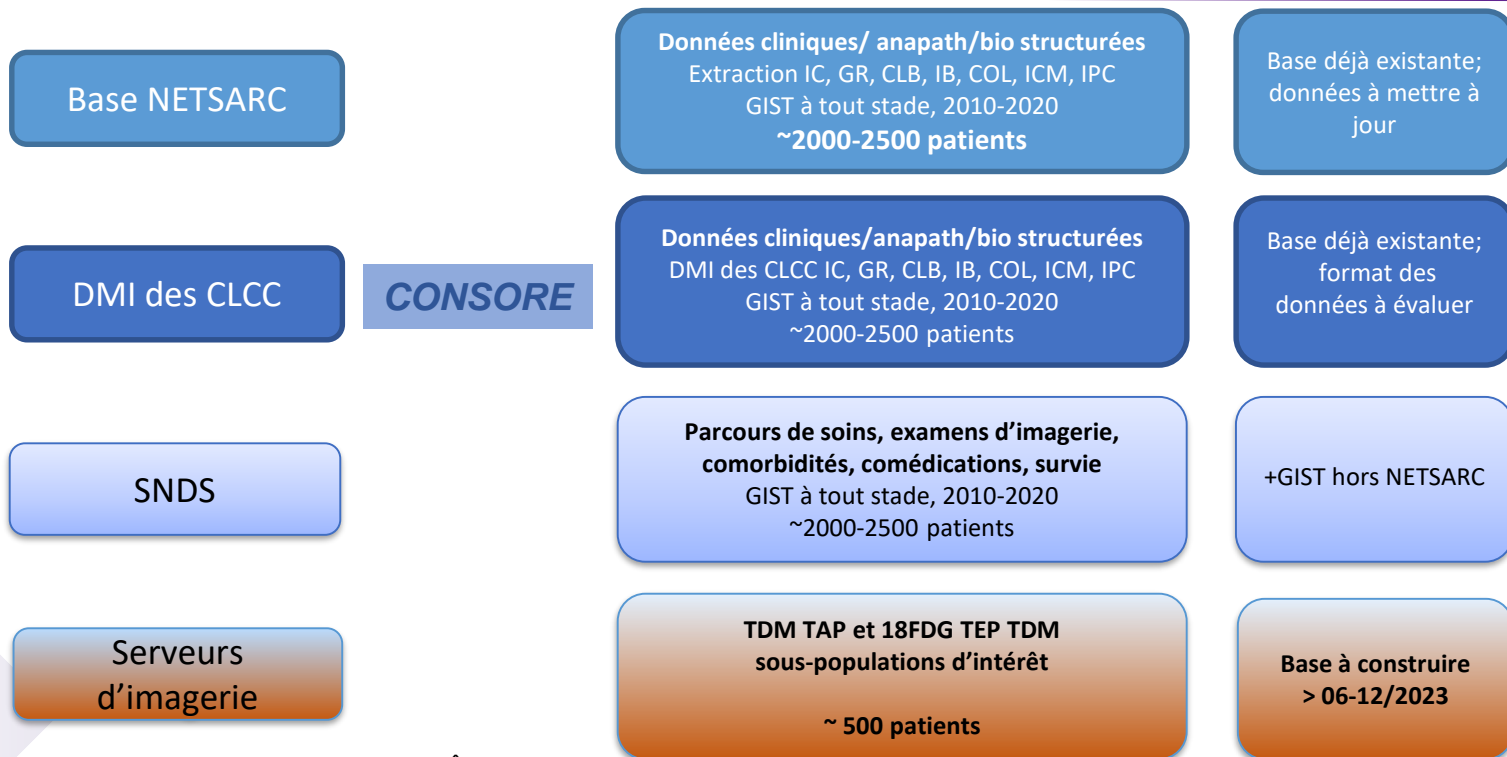 Base NETSARC
Données cliniques/ anapath/bio structurées
Extraction IC, GR, CLB, IB, COL, ICM, IPC
GIST à tout stade, 2010-2020
~2000-2500 patients
Base déjà existante;
données à mettre à
jour
DMI des CLCC
CONSORE
Données cliniques/anapath/bio structurées
DMI des CLCC IC, GR, CLB, IB, COL, ICM, IPC
GIST à tout stade, 2010-2020
~2000-2500 patients
Base déjà existante;
format des
données à évaluer
SNDS
Parcours de soins, examens d'imagerie,
comorbidités, comédications, survie
GIST à tout stade, 2010-2020
~2000-2500 patients
+GIST hors NETSARC
Serveurs
d'imagerie
TDM TAP et 18FDG TEP TDM
sous-populations d'intérêt
~ 500 patients
Base à construire
> 06-12/2023